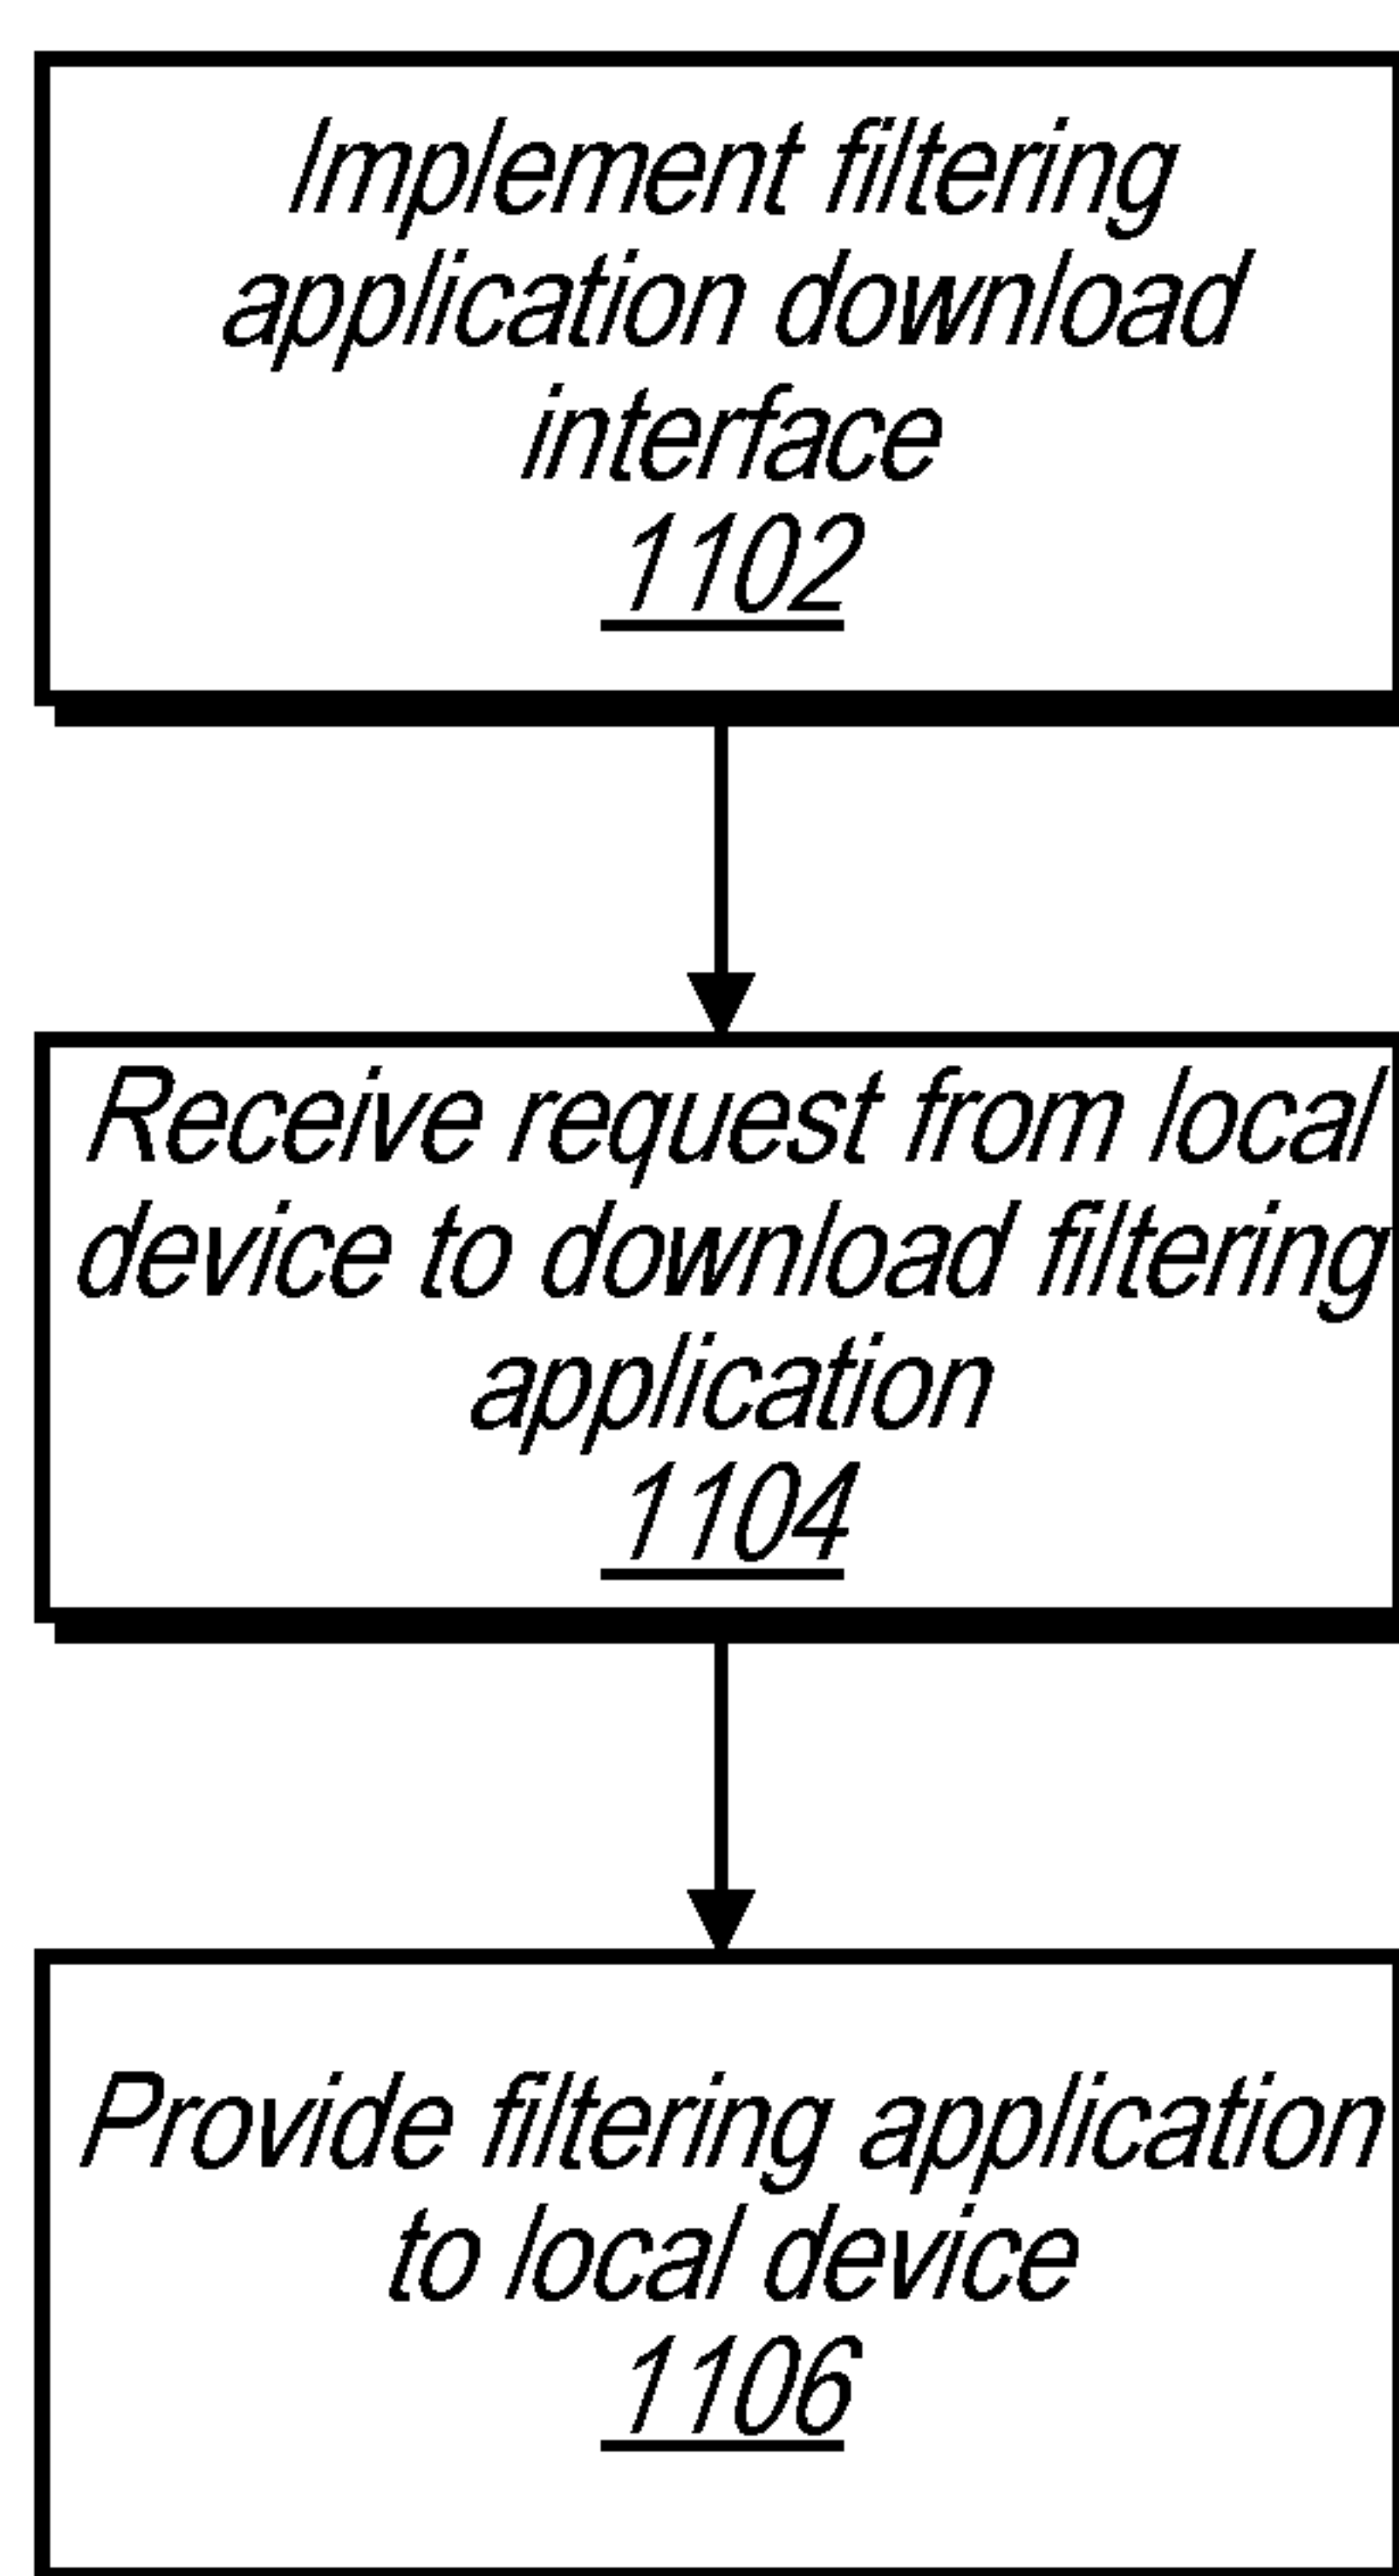 Implement filtering
application download
interface
1102
Receive request from local
device to download filtering
application
1104
Provide filtering application
to local device
1106